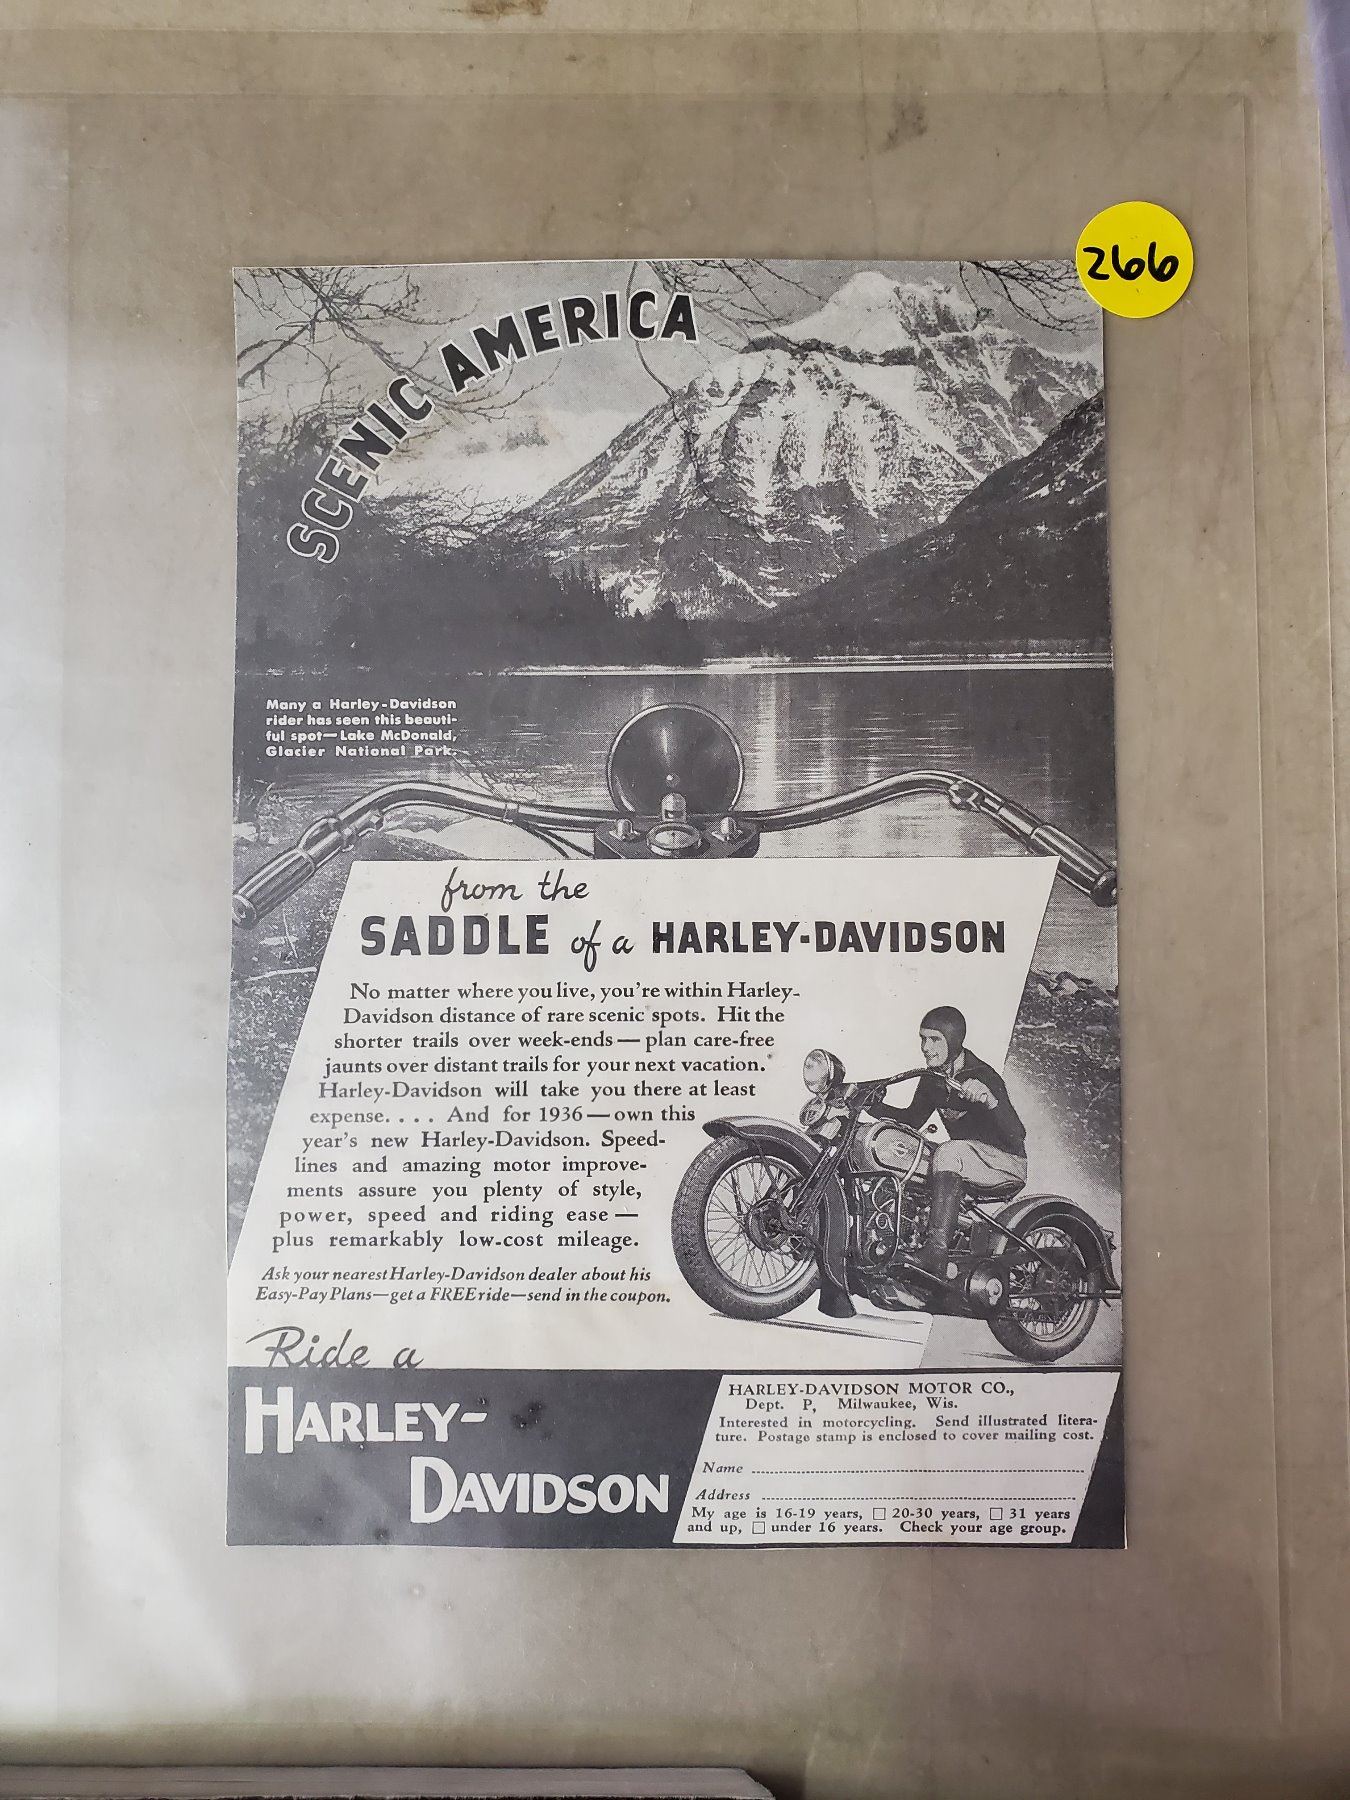 266
SCENIC AMERICA
Many a Harley-Davidson
rider has seen this beauti-
ful spot—Lake McDonald,
Glacier National Park.
from the
SADDLE of a HARLEY-DAVIDSON
No matter where you live, you're within Harley-
Davidson distance of rare scenic spots. Hit the
shorter trails over week-ends — plan care-free
jaunts over distant trails for your next vacation.
Harley-Davidson will take you there at least
expense. . . . And for 1936 — own this
year's new Harley-Davidson. Speed-
lines and amazing motor improve-
ments assure you plenty of style,
power, speed and riding ease —
plus remarkably low-cost mileage.
Ask your nearest Harley-Davidson dealer about his
Easy-Pay Plans—get a FREE ride—send in the coupon.
Ride a
HARLEY-
DAVIDSON
HARLEY-DAVIDSON MOTOR CO.,
Dept. P, Milwaukee, Wis.
Interested in motorcycling. Send illustrated litera-
ture. Postage stamp is enclosed to cover mailing cost.
Name
Address
My age is 16-19 years, ☐ 20-30 years, ☐ 31 years
and up, ☐ under 16 years. Check your age group.